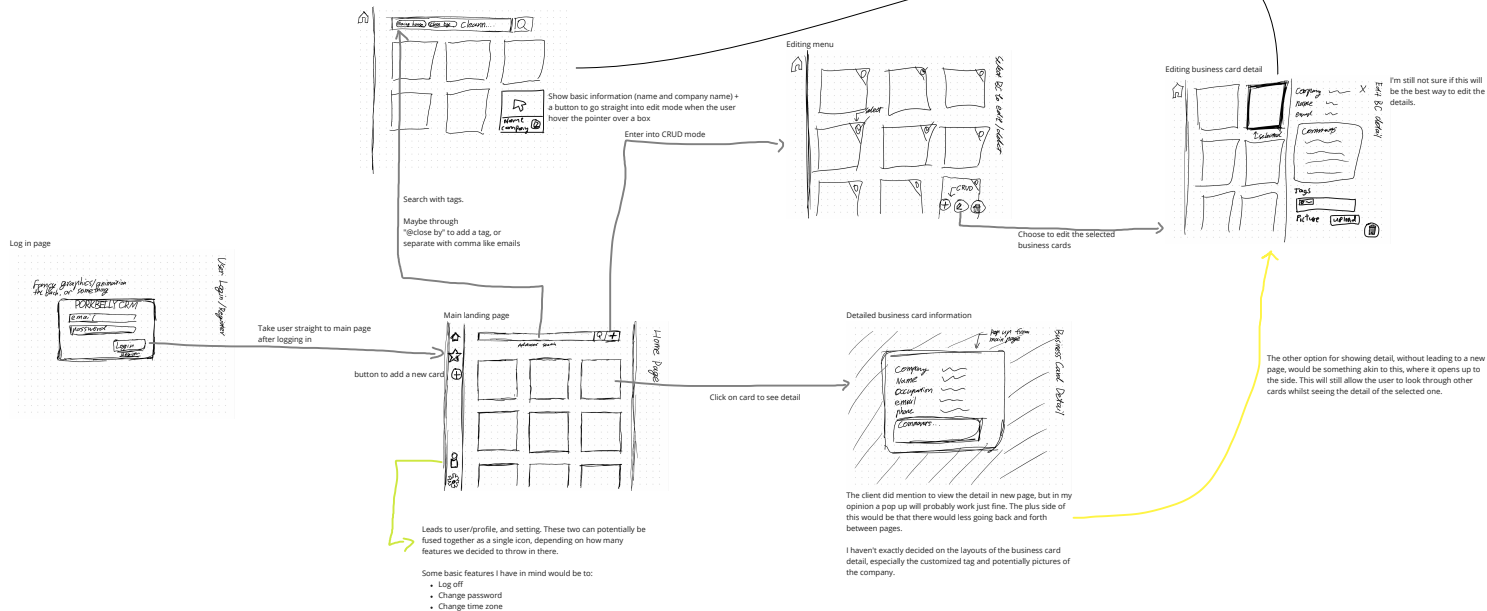 Cleann...
Name
company
Show basic information (name and company name) +
a button to go straight into edit mode when the user
hover the pointer over a box
Search with tags.
Maybe through
"@close by" to add a tag, or
separate with comma like emails
Enter into CRUD mode
Editing menu
select
CRUD
Select BC to edit/delete
Choose to edit the selected
business cards
Editing business card detail
Company
Name
Email
X
selected
Comments
Tags
Picture
upload
Edit BC detail
I'm still not sure if this will
be the best way to edit the
details.
Log in page
Fancy graphics/animation
the back, or something
PORKBELLY CRM
email
password
Login
User Login/Register
Take user straight to main page
after logging in
Main landing page
Advanced search
Home Page
button to add a new card
Click on card to see detail
Detailed business card information
Pop up from
main page
Company
Name
Occupation
email
phone
Comments...
Business Card Detail
The other option for showing detail, without leading to a new
page, would be something akin to this, where it opens up to
the side. This will still allow the user to look through other
cards whilst seeing the detail of the selected one.
The client did mention to view the detail in new page, but in my
opinion a pop up will probably work just fine. The plus side of
this would be that there would less going back and forth
between pages.
I haven't exactly decided on the layouts of the business card
detail, especially the customized tag and potentially pictures of
the company.
Leads to user/profile, and setting. These two can potentially be
fused together as a single icon, depending on how many
features we decided to throw in there.
Some basic features I have in mind would be to:
• Log off
• Change password
• Change time zone